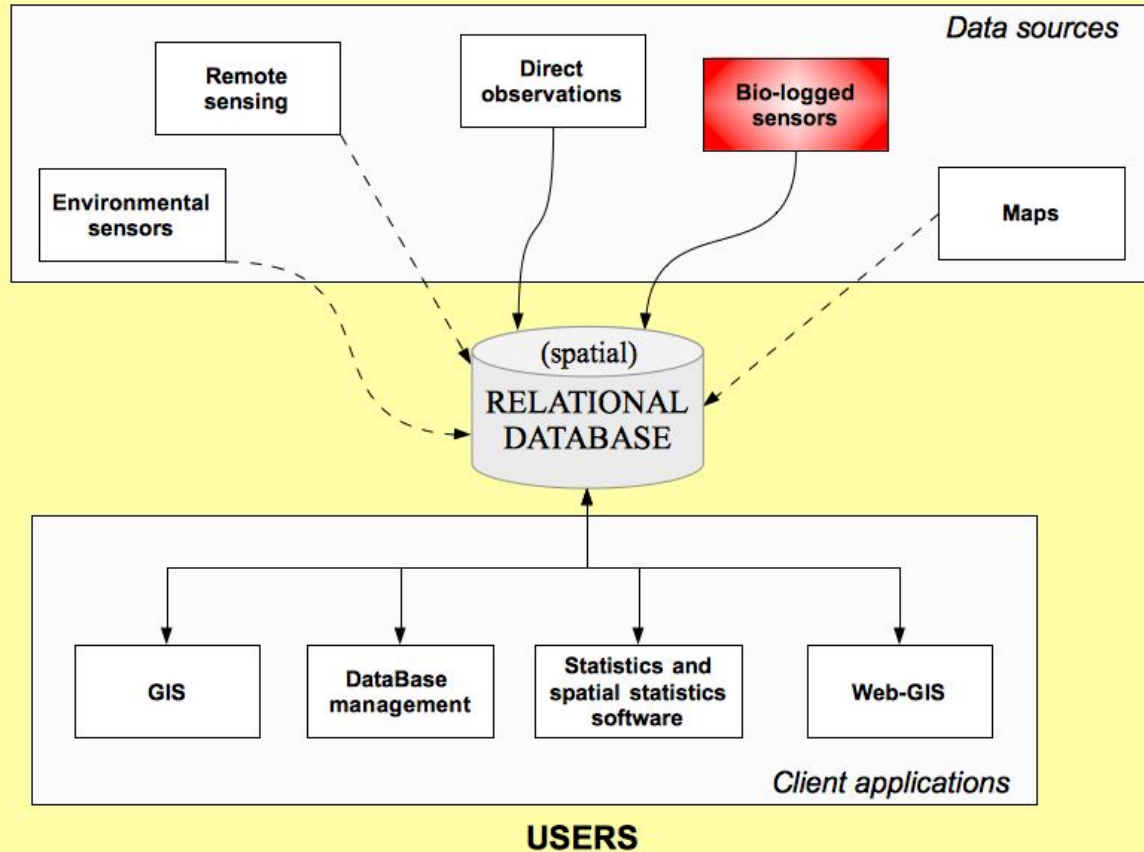 Data sources
Remote
sensing
Direct
observations
Bio-logged
sensors
Environmental
sensors
Maps
(spatial)
RELATIONAL
DATABASE
GIS
DataBase
management
Statistics and
spatial statistics
software
Web-GIS
Client applications
USERS